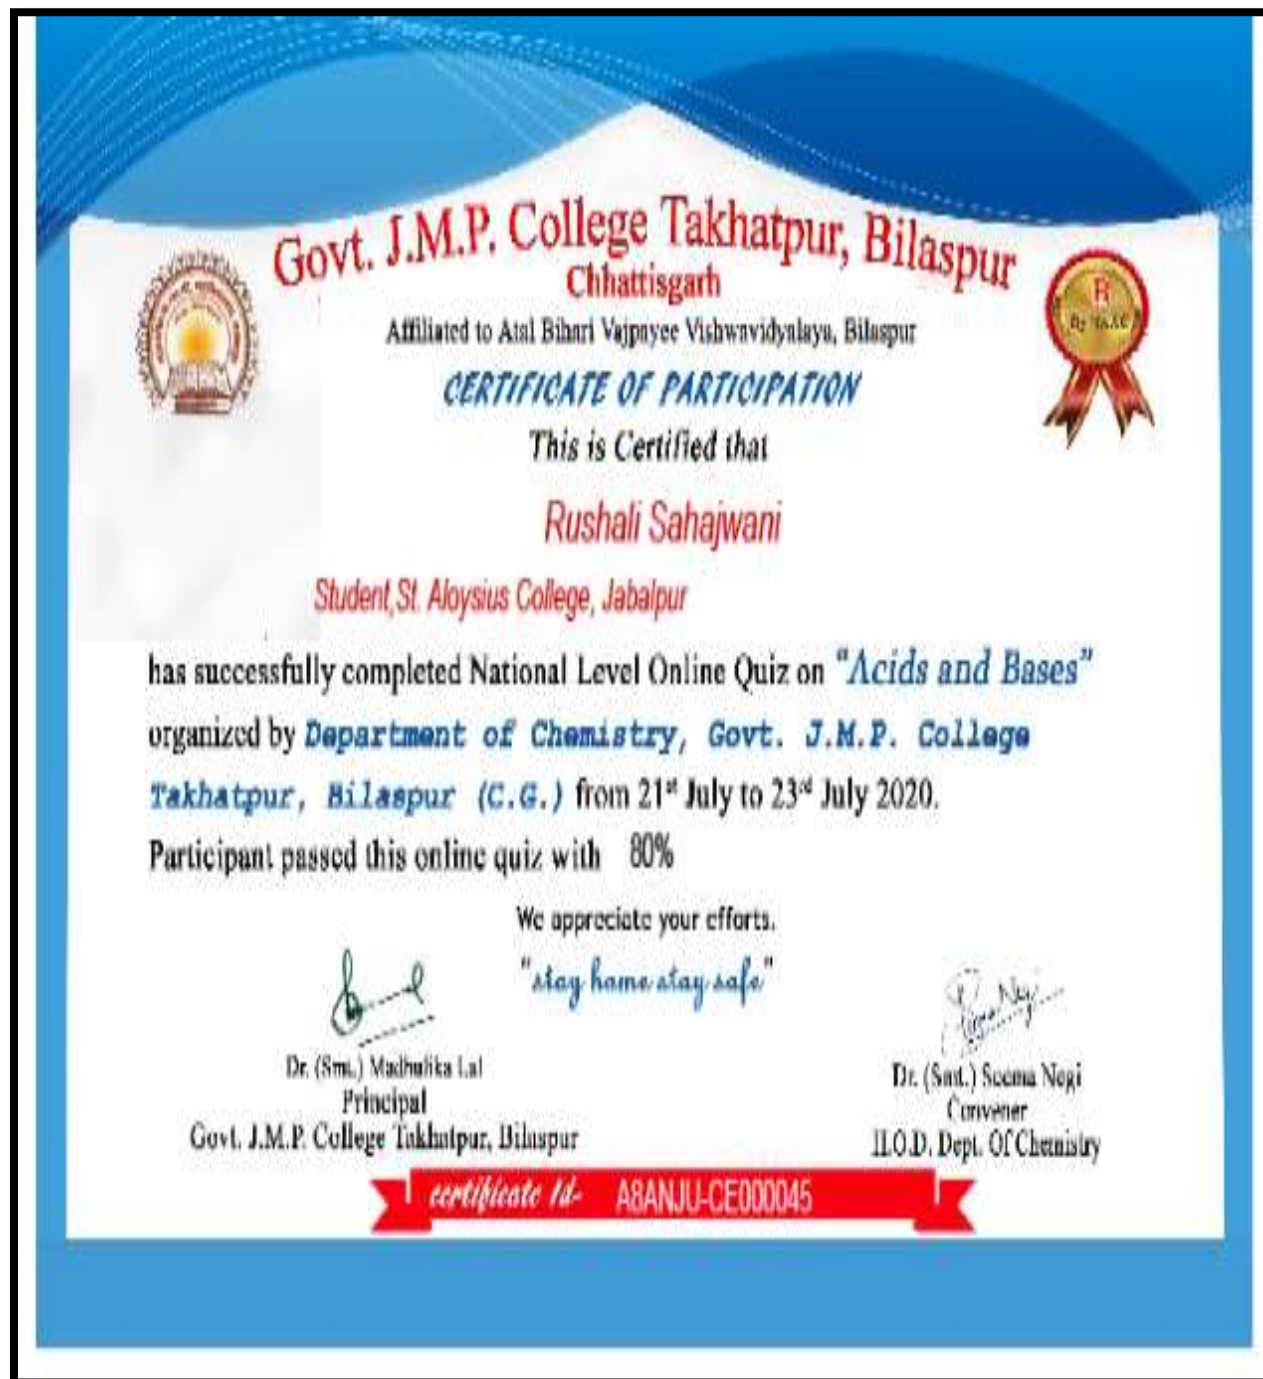 Govt. J.M.P. College Takhatpur, Bilaspur
Chhattisgarh
Affiliated to Atal Bihari Vajpayee Vishwavidyalaya, Bilaspur
B
By NAAC
CERTIFICATE OF PARTICIPATION
This is Certified that
Rushali Sahajwani
Student,St. Aloysius College, Jabalpur
has successfully completed National Level Online Quiz on "Acids and Bases"
organized by Department of Chemistry, Govt. J.M.P. College
Takhatpur, Bilaspur (C.G.) from 21st July to 23rd July 2020.
Participant passed this online quiz with 80%
We appreciate your efforts.
"stay home stay safe"
Dr. (Smt.) Madhulika Lal
Principal
Govt. J.M.P. College Takhatpur, Bilaspur
Dr. (Smt.) Seema Negi
Convener
H.O.D. Dept. Of Chemistry
certificate Id- A8ANJU-CE000045